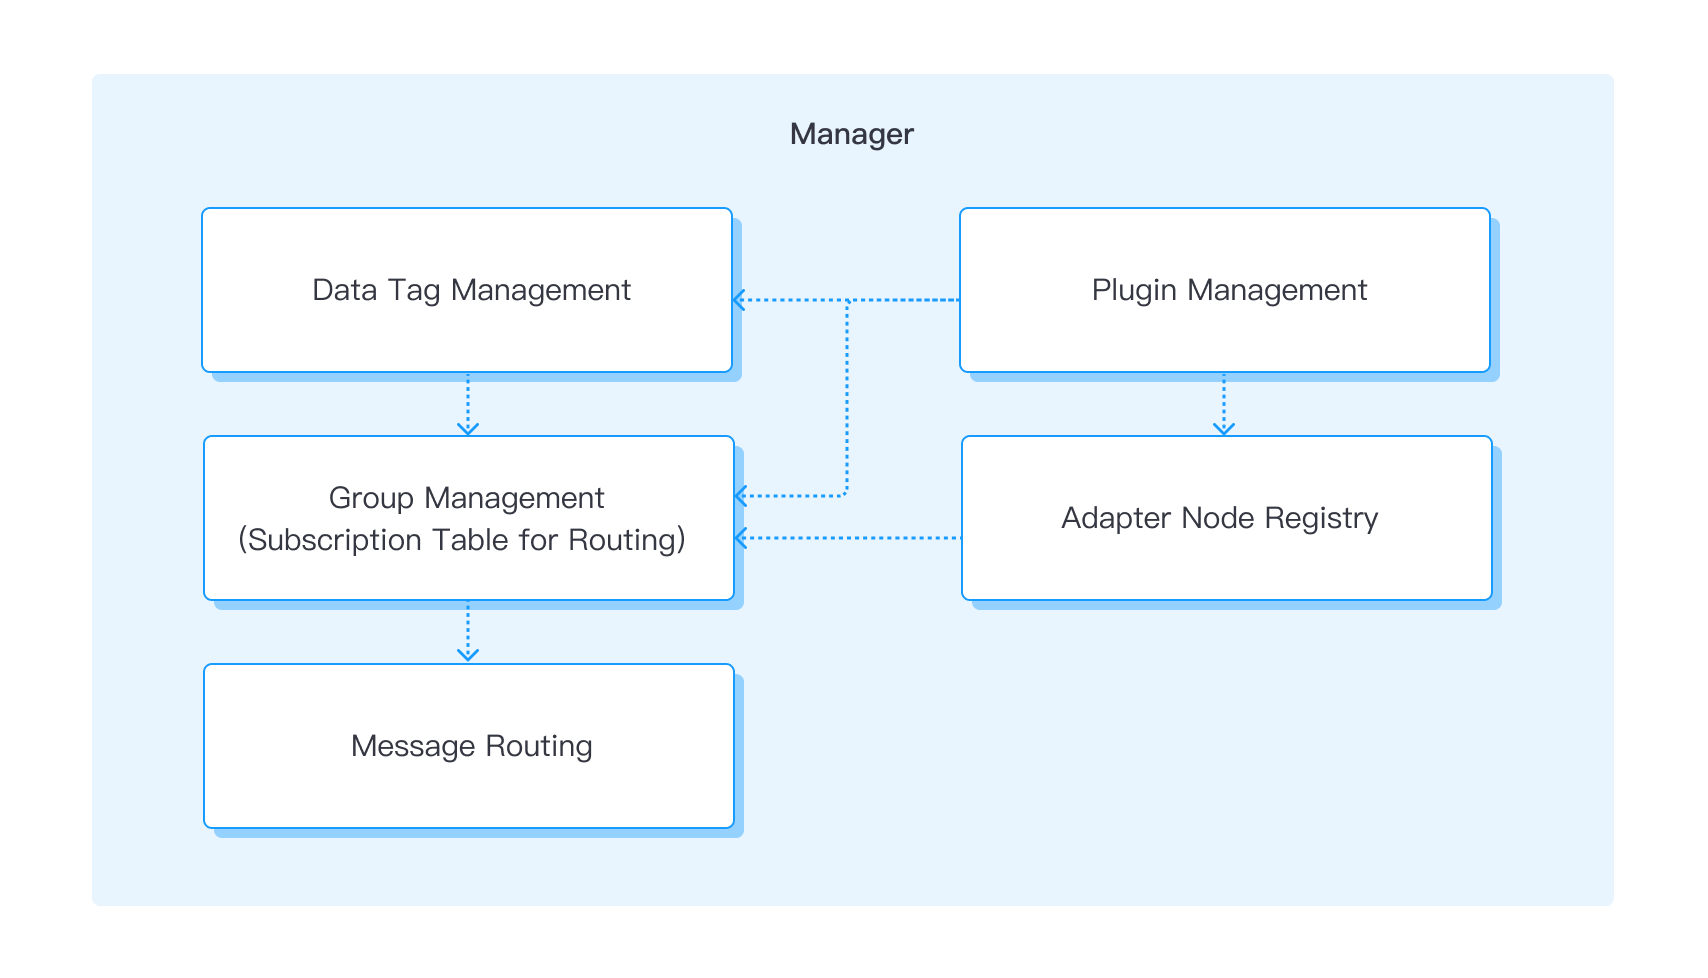 Manager
Data Tag Management
Plugin Management
Group Management
(Subscription Table for Routing)
Adapter Node Registry
Message Routing